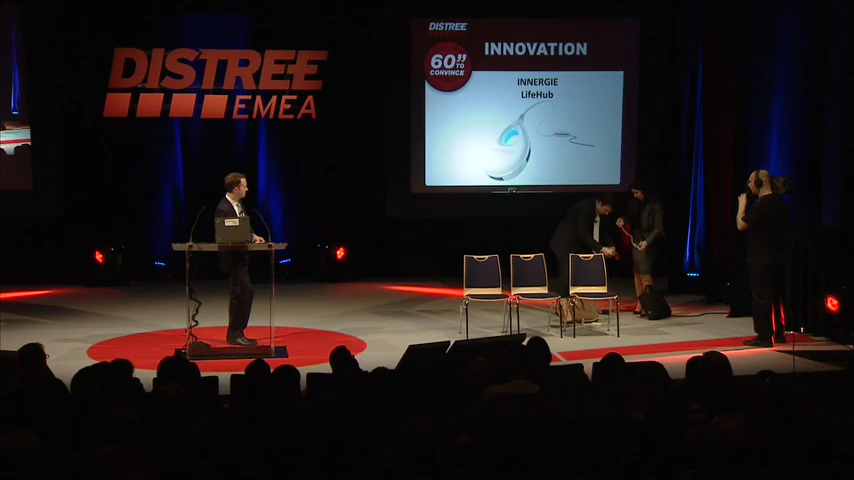 DISTREE
EMEA
DISTREE
60”
TO
CONVINCE
INNOVATION
INNERGIE
LifeHub